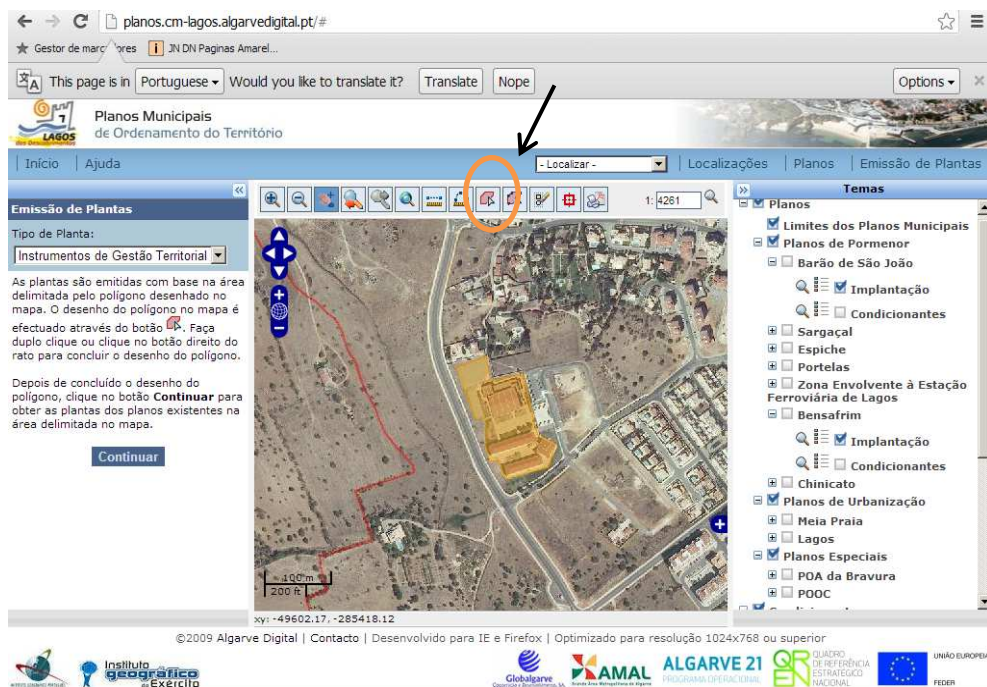 planos.cm-lagos.algarvedigital.pt/#
Gestor de marcadores JN DN Paginas Amarel...
This page is in Portuguese Would you like to translate it? Translate Nope Options
LAGOS
Planos Municipais
de Ordenamento do Território
Início | Ajuda
- Localizar -
Localizações | Planos | Emissão de Plantas
Emissão de Plantas
Tipo de Planta:
Instrumentos de Gestão Territorial
As plantas são emitidas com base na área
delimitada pelo polígono desenhado no
mapa. O desenho do polígono no mapa é
efectuado através do botão . Faça
duplo clique ou clique no botão direito do
rato para concluir o desenho do polígono.
Depois de concluído o desenho do
polígono, clique no botão Continuar para
obter as plantas dos planos existentes na
área delimitada no mapa.
Continuar
1: 4261
100 m
200 ft
xy: -49602.17, -285418.12
Temas
Planos
Limites dos Planos Municipais
Planos de Pormenor
Barão de São João
Implantação
Condicionantes
Sargaçal
Espiche
Portelas
Zona Envolvente à Estação
Ferroviária de Lagos
Bensafrim
Implantação
Condicionantes
Chinicato
Planos de Urbanização
Meia Praia
Lagos
Planos Especiais
POA da Bravura
POOC
©2009 Algarve Digital | Contacto | Desenvolvido para IE e Firefox | Optimizado para resolução 1024x768 ou superior
Instituto
geográfico
do Exército
Globalgarve
AMAL
Grande Área Metropolitana do Algarve
ALGARVE 21
PROGRAMA OPERACIONAL
QR
QUADRO
DE REFERÊNCIA
ESTRATÉGICO
NACIONAL
UNIÃO EUROPEIA
FEDER